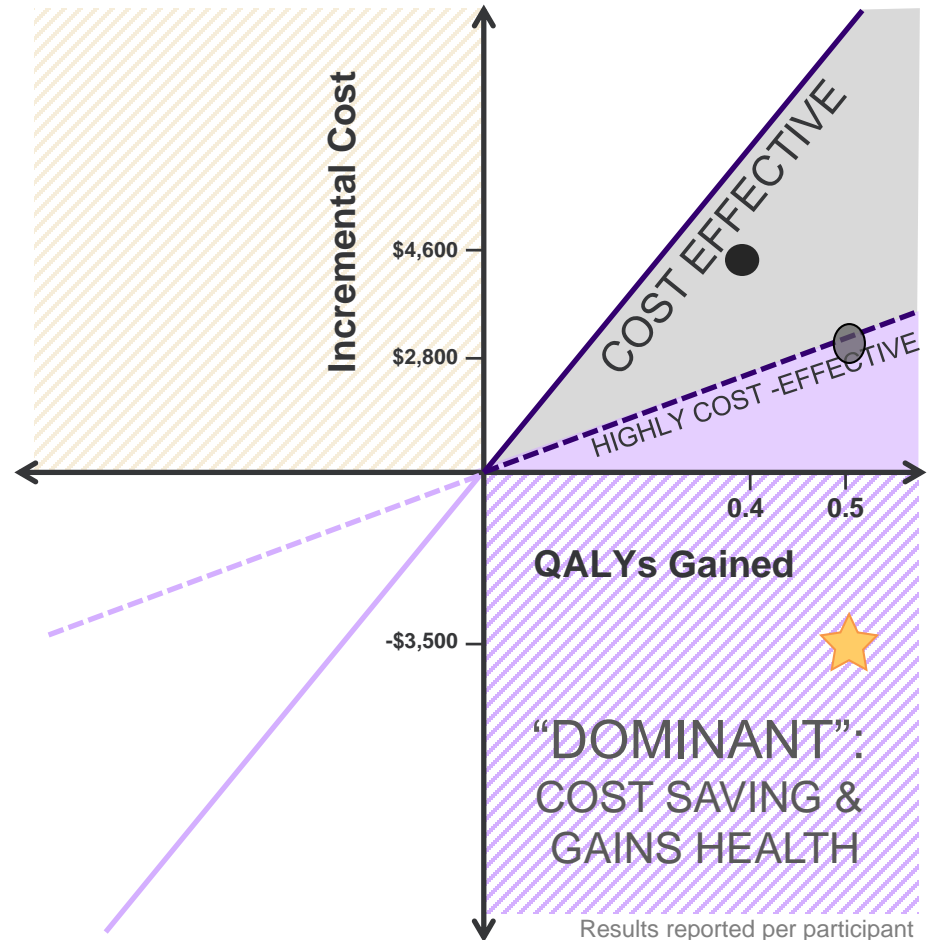 Incremental Cost
COST EFFECTIVE
$4,600
$2,800
HIGHLY COST -EFFECTIVE
0.4 0.5
QALYs Gained
-$3,500
“DOMINANT”:
COST SAVING &
GAINS HEALTH
Results reported per participant